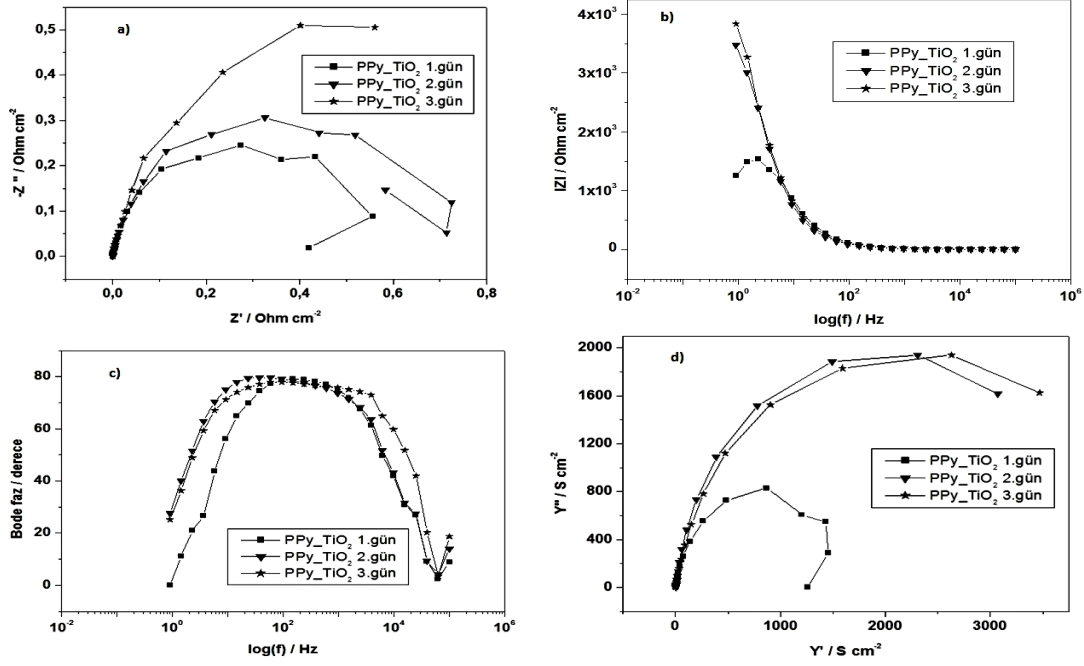 a)
0,5
0,4
0,3
0,2
0,1
0,0
-Z '' / Ohm cm-2
PPy_TiO2 1.gün
PPy_TiO2 2.gün
PPy_TiO2 3.gün
0,0 0,2 0,4 0,6 0,8
Z' / Ohm cm-2
b)
4x10³
3x10³
2x10³
1x10³
0
IZI / Ohm cm-2
PPy_TiO2 1.gün
PPy_TiO2 2.gün
PPy_TiO2 3.gün
10-2 10⁰ 10² 10⁴ 10⁶
log(f) / Hz
c)
80
60
40
20
0
Bode faz / derece
PPy_TiO2 1.gün
PPy_TiO2 2.gün
PPy_TiO2 3.gün
10-2 10⁰ 10² 10⁴ 10⁶
log(f) / Hz
d)
2000
1600
1200
800
400
0
Y'' / S cm-2
PPy_TiO2 1.gün
PPy_TiO2 2.gün
PPy_TiO2 3.gün
0 1000 2000 3000
Y' / S cm-2